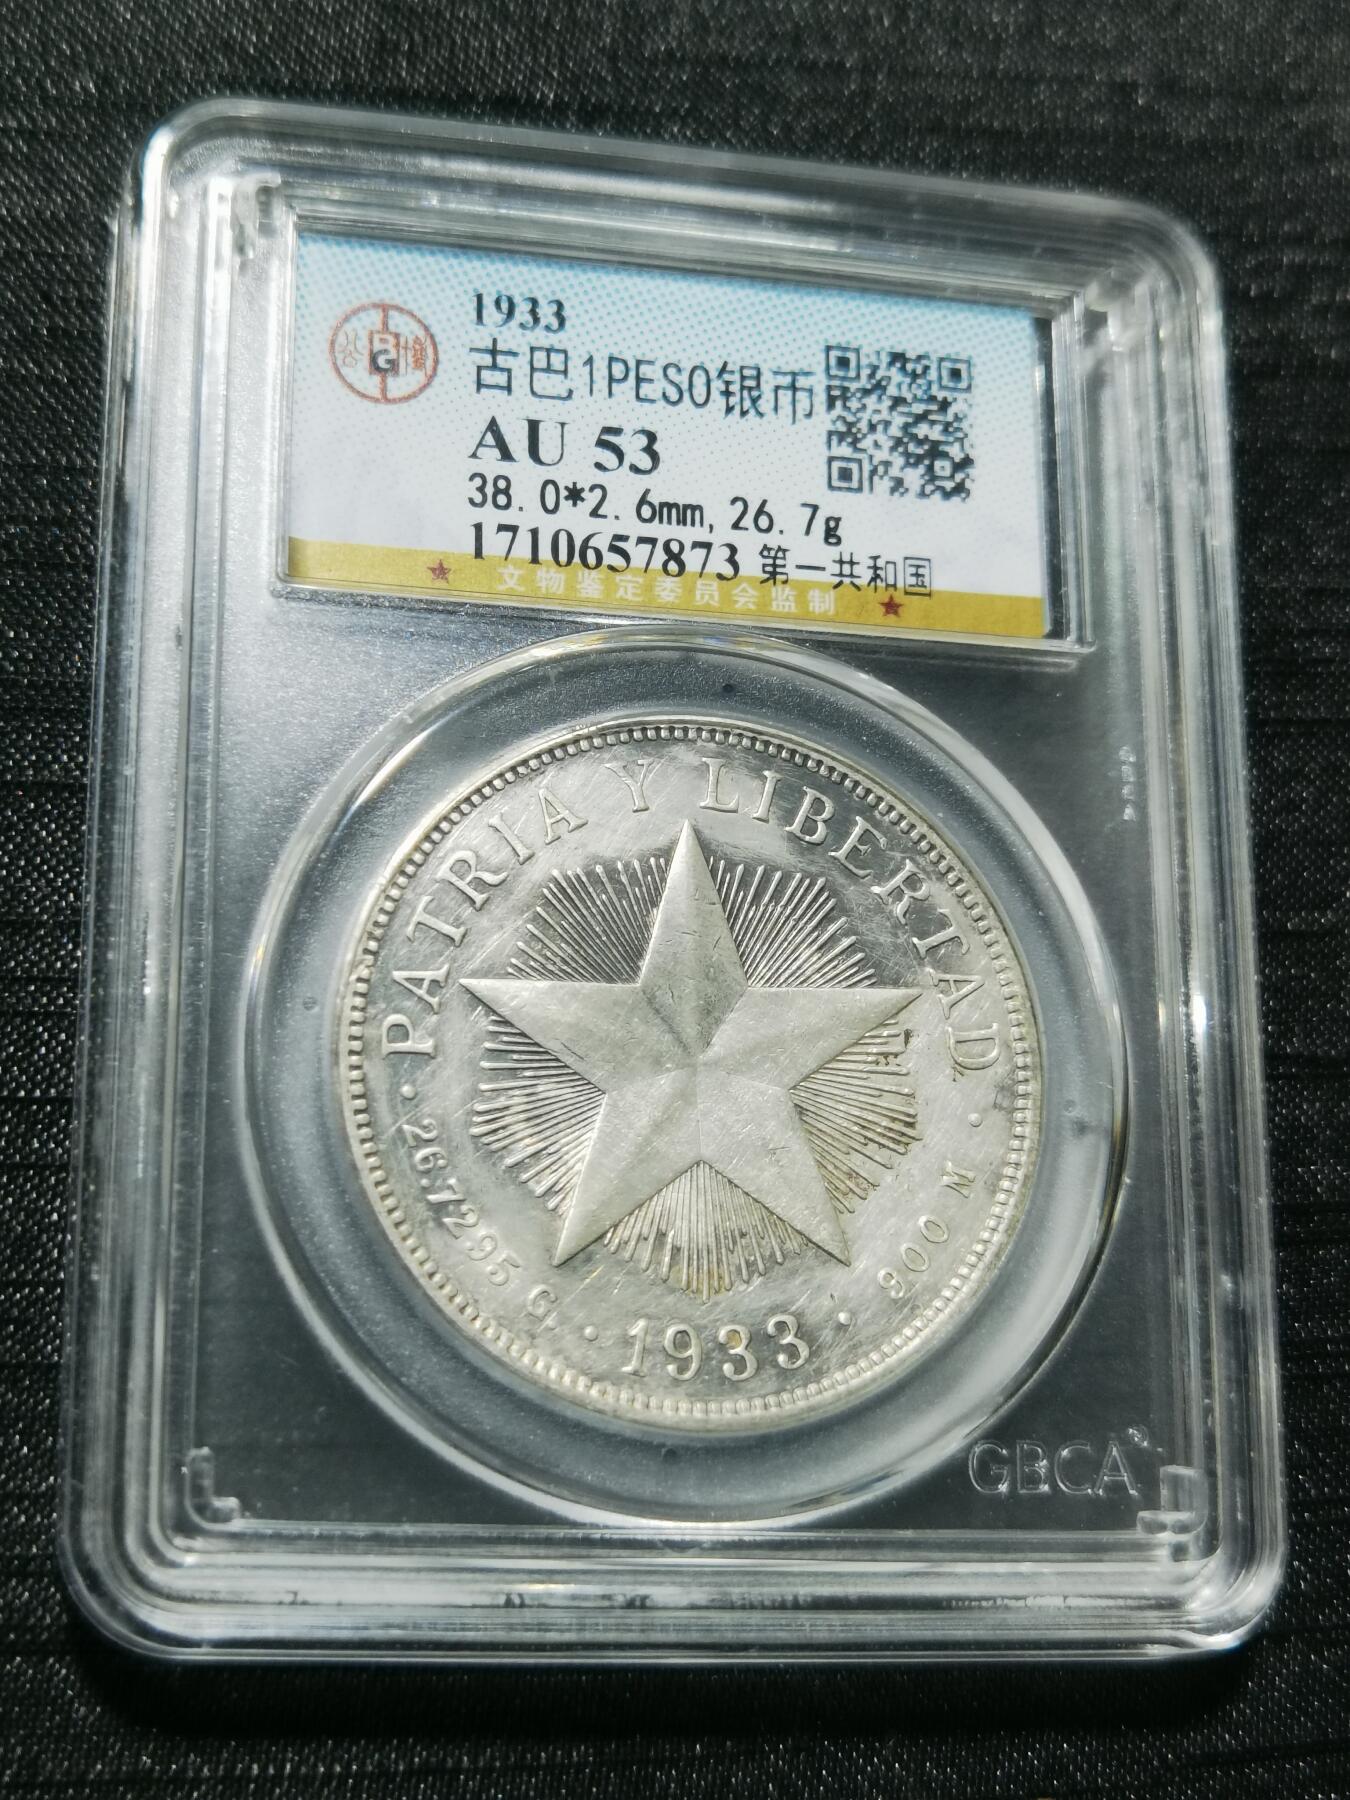 1933
古巴1PESO银币
AU 53
38.0*2.6mm,26.7g
1710657873 第一共和国
文物鉴定委员会监制
公 G 博
PATRIA Y LIBERTAD
26.7295 G. · 1933 · 900 M
GBCA®